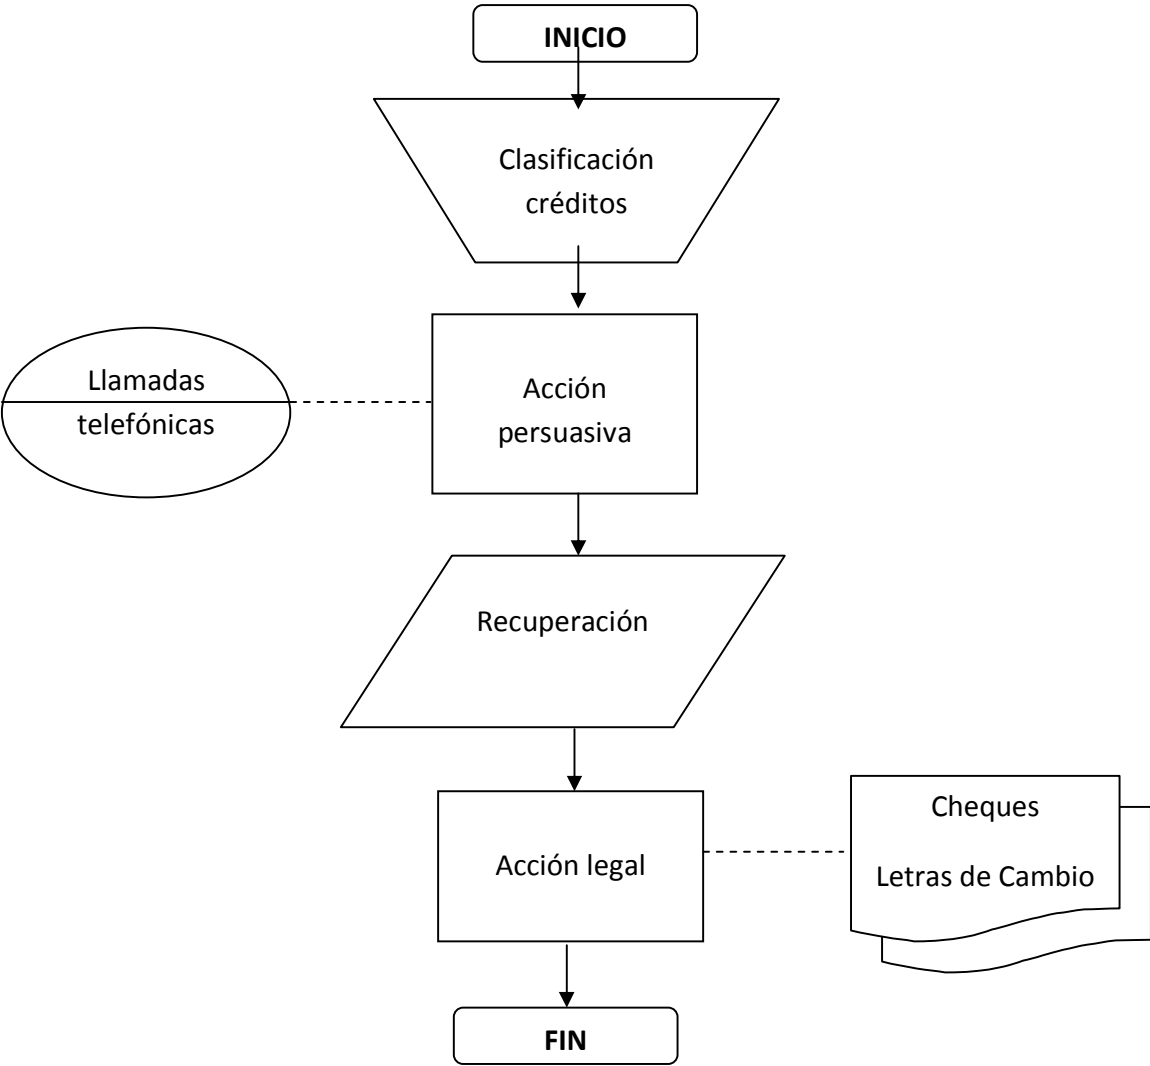 INICIO
Clasificación
créditos
Llamadas
telefónicas
Acción
persuasiva
Recuperación
Acción legal
Cheques
Letras de Cambio
FIN